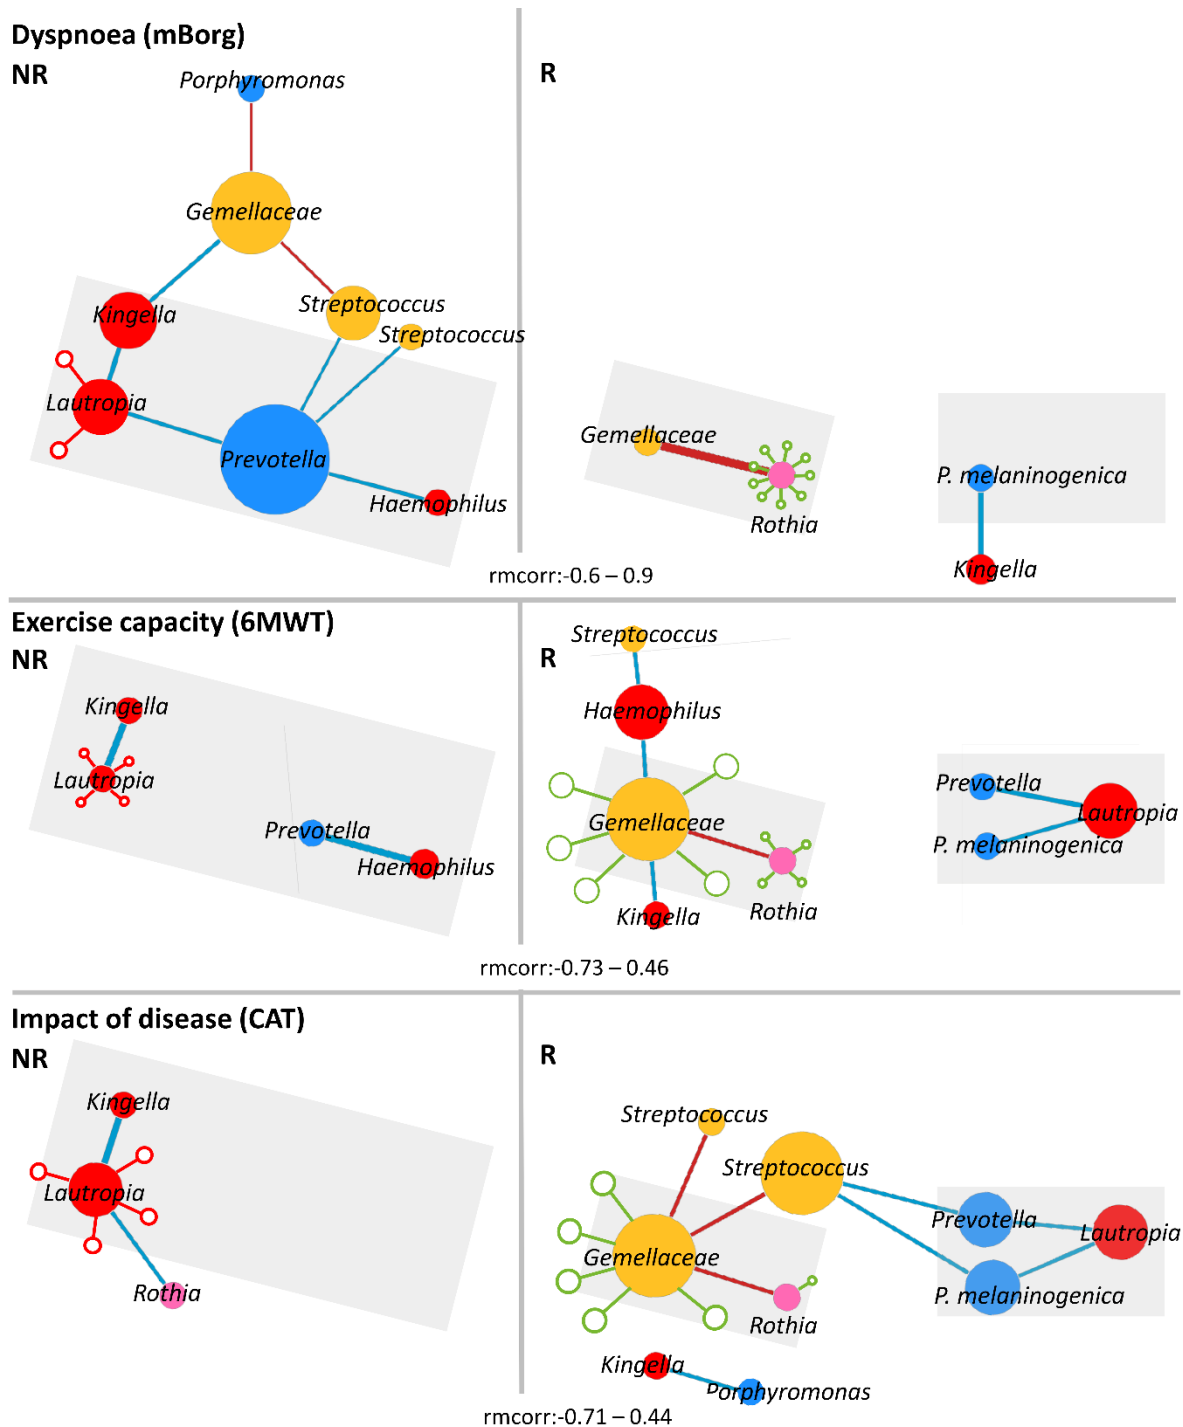 Dyspnoea (mBorg)
NR
R
Porphyromonas
Gemellaceae
Kingella
Streptococcus
Streptococcus
Lautropia
Prevotella
Haemophilus
Gemellaceae
Rothia
P. melaninogenica
Kingella
rmcorr:-0.6 – 0.9
Exercise capacity (6MWT)
NR
R
Kingella
Lautropia
Prevotella
Haemophilus
Streptococcus
Haemophilus
Gemellaceae
Kingella
Rothia
Prevotella
Lautropia
P. melaninogenica
rmcorr:-0.73 – 0.46
Impact of disease (CAT)
NR
R
Kingella
Lautropia
Rothia
Streptococcus
Streptococcus
Gemellaceae
Rothia
Prevotella
Lautropia
P. melaninogenica
Kingella
Porphyromonas
rmcorr:-0.71 – 0.44